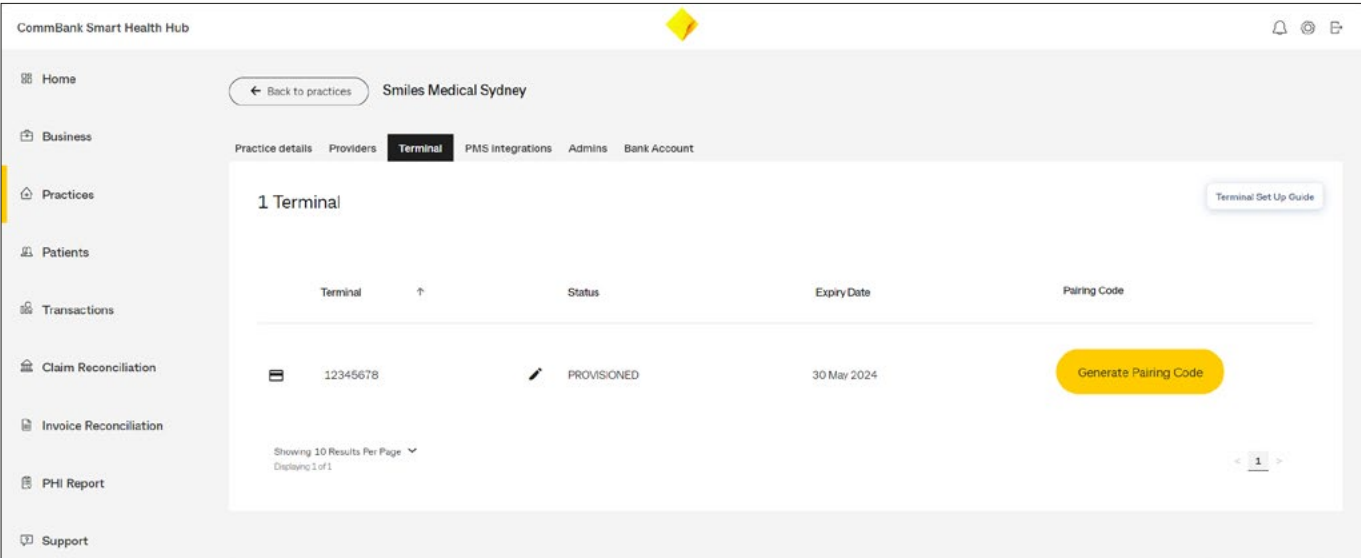 CommBank Smart Health Hub
Home
Business
Practices
Patients
Transactions
Claim Reconciliation
Invoice Reconciliation
PHI Report
Support
← Back to practices
Smiles Medical Sydney
Practice details Providers Terminal PMS integrations Admins Bank Account
1 Terminal
Terminal Set Up Guide
Terminal ↑ Status Expiry Date Pairing Code
12345678 PROVISIONED 30 May 2024 Generate Pairing Code
Showing 10 Results Per Page
Displaying 1 of 1
< 1 >